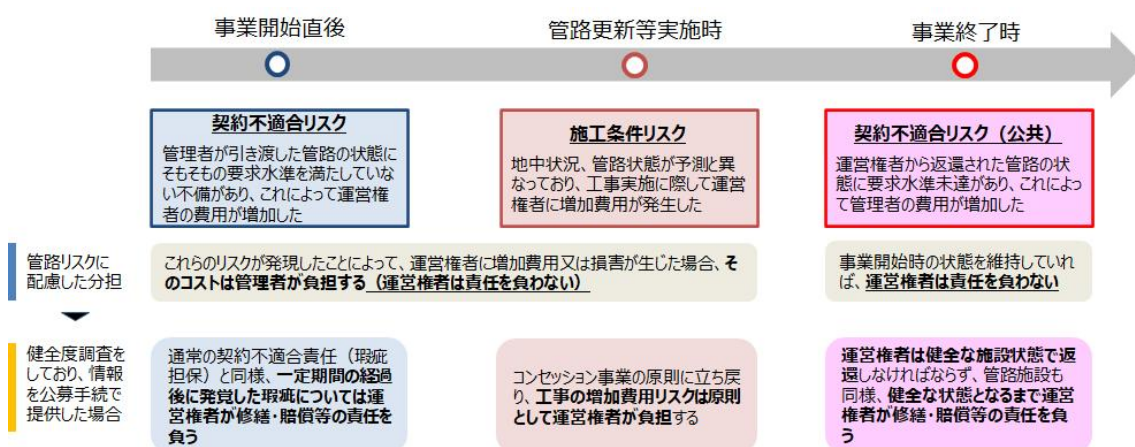 事業開始直後
管路更新等実施時
事業終了時
契約不適合リスク
管理者が引き渡した管路の状態に
そもそもの要求水準を満たしていな
い不備があり、これによって運営権
者の費用が増加した
施工条件リスク
地中状況、管路状態が予測と異
なっており、工事実施に際して運営
権者に増加費用が発生した
契約不適合リスク（公共）
運営権者から返還された管路の状
態に要求水準未達があり、これによっ
て管理者の費用が増加した
管路リスクに
配慮した分担
これらのリスクが発現したことによって、運営権者に増加費用又は損害が生じた場合、そ
のコストは管理者が負担する（運営権者は責任を負わない）
事業開始時の状態を維持していれ
ば、運営権者は責任を負わない
健全度調査を
しており、情報
を公募手続で
提供した場合
通常の契約不適合責任（瑕疵
担保）と同様、一定期間の経過
後に発覚した瑕疵については運
営権者が修繕・賠償等の責任を
負う
コンセッション事業の原則に立ち戻
り、工事の増加費用リスクは原則
として運営権者が負担する
運営権者は健全な施設状態で返
還しなければならず、管路施設も
同様、健全な状態となるまで運営
権者が修繕・賠償等の責任を負
う